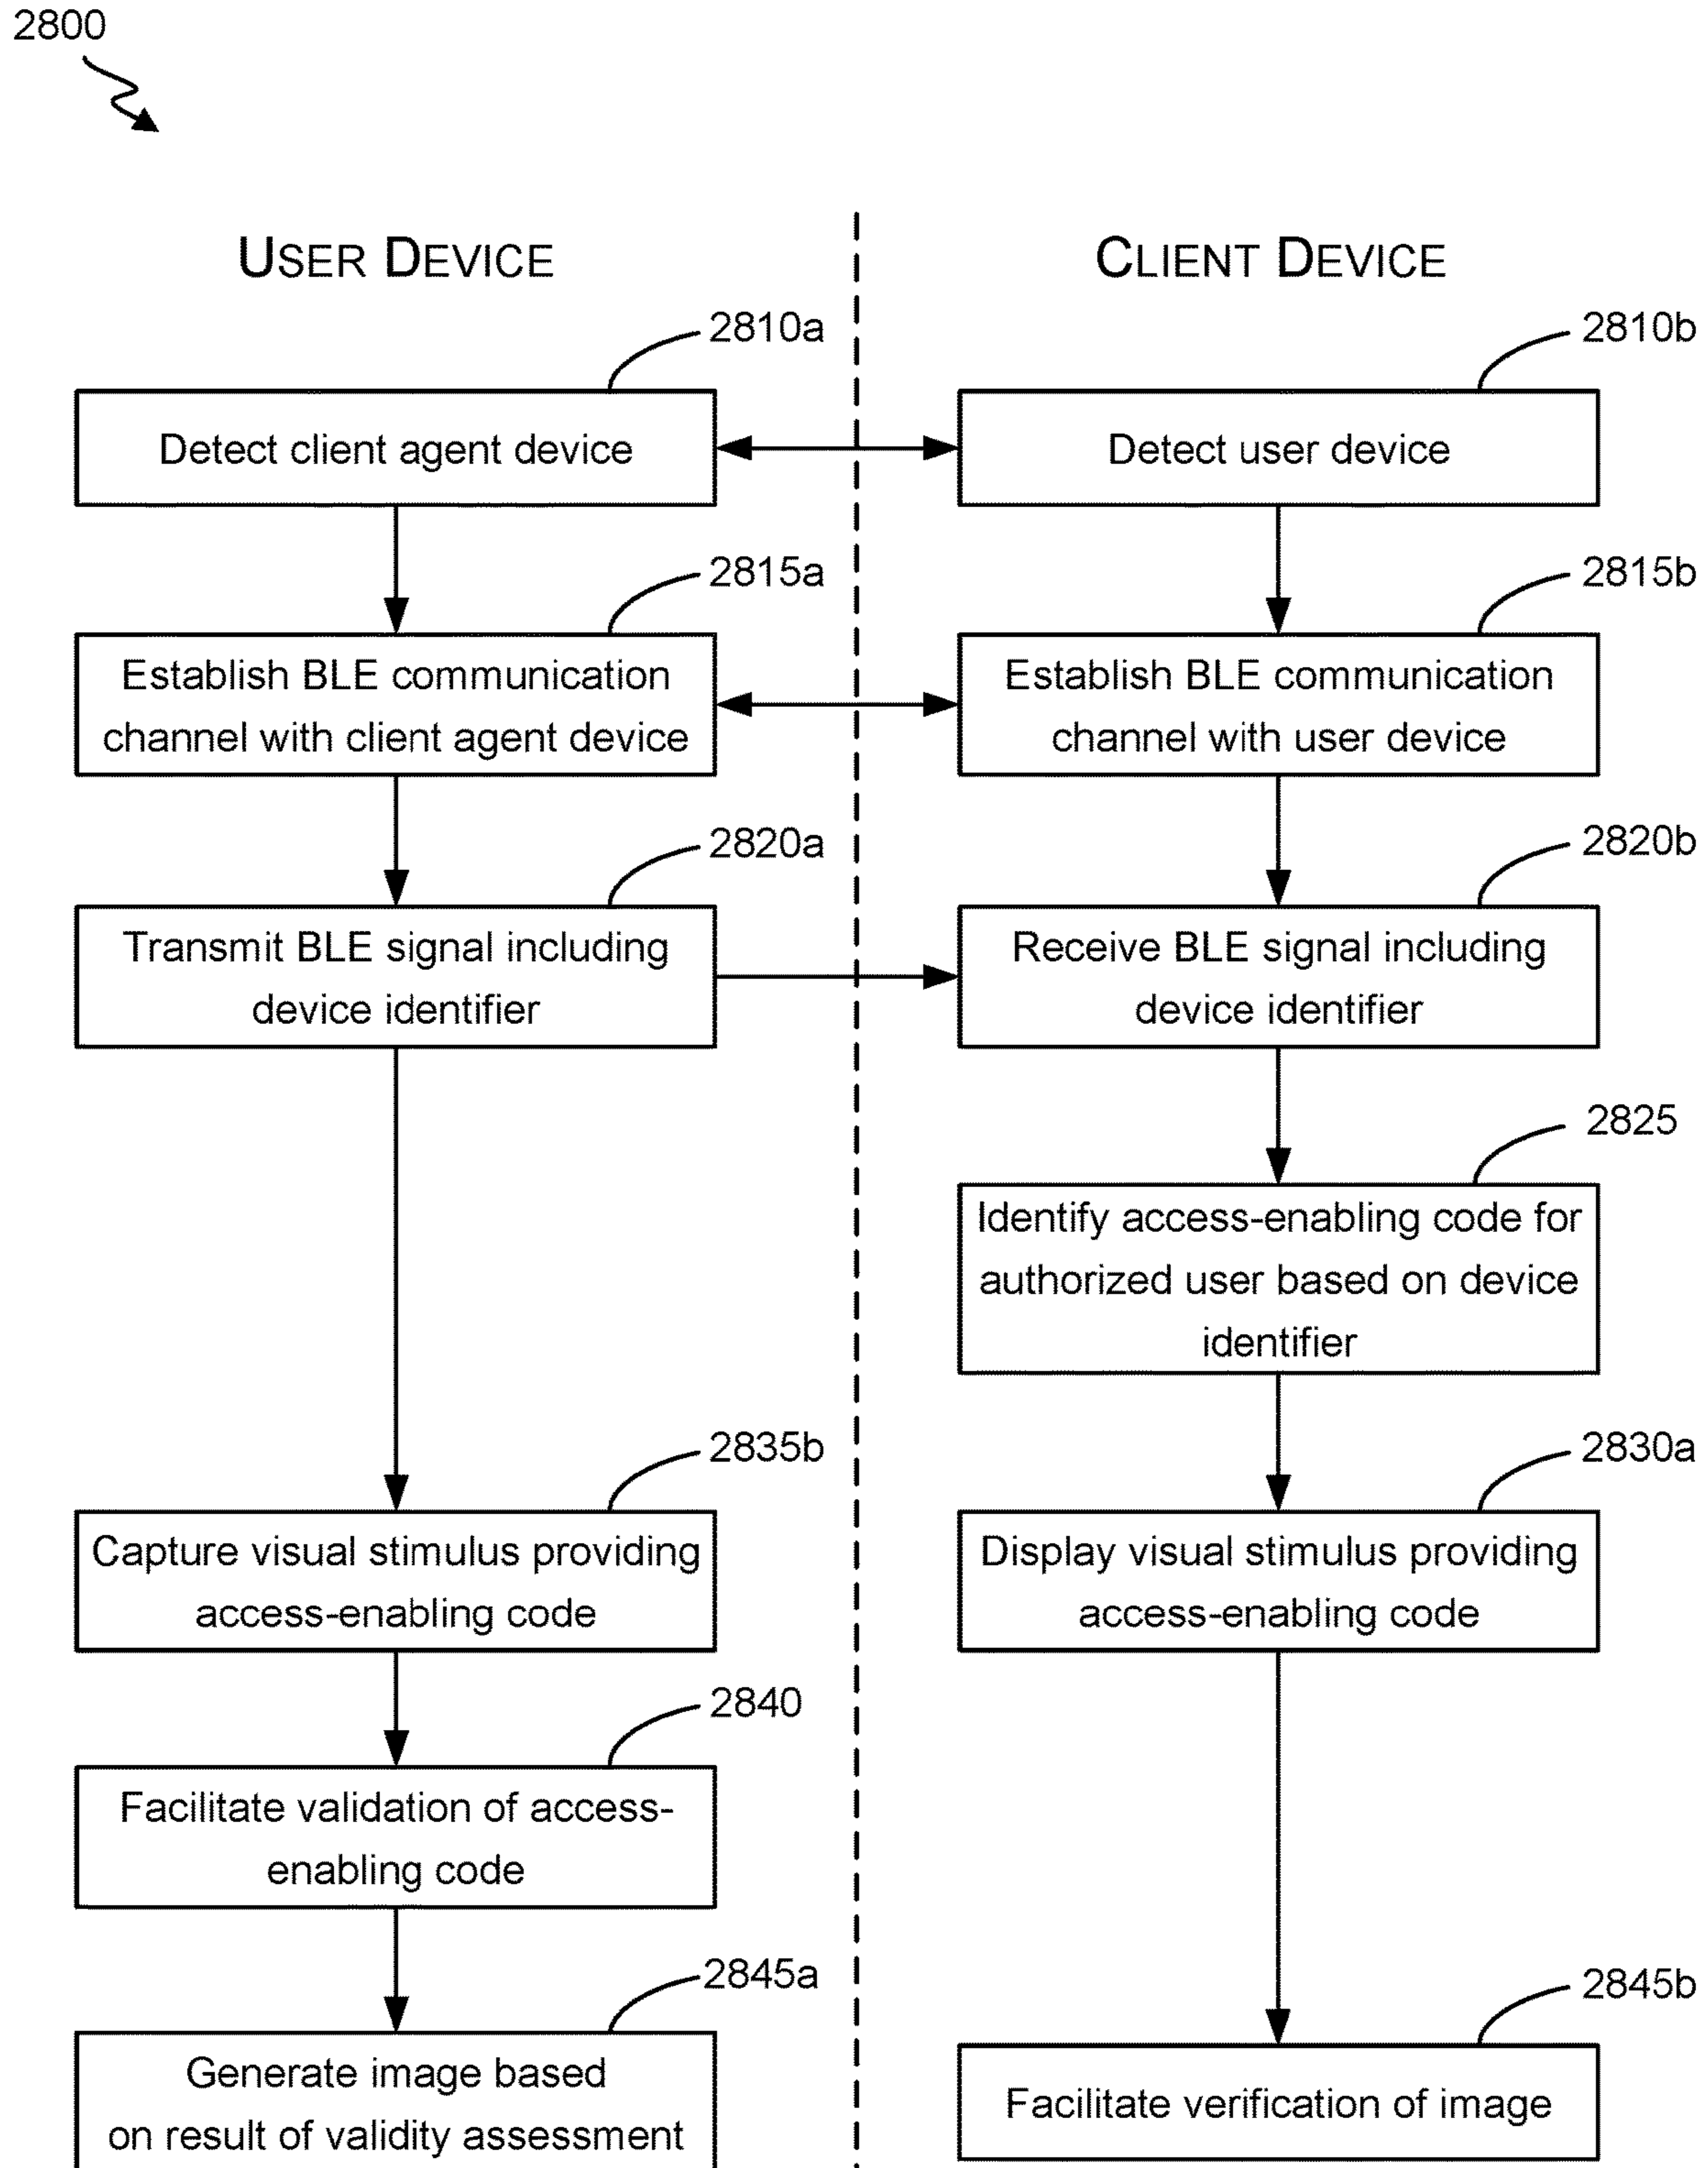 2800
USER DEVICE
CLIENT DEVICE
2810a
2810b
Detect client agent device
Detect user device
2815a
2815b
Establish BLE communication
channel with client agent device
Establish BLE communication
channel with user device
2820a
2820b
Transmit BLE signal including
device identifier
Receive BLE signal including
device identifier
2825
Identify access-enabling code for
authorized user based on device
identifier
2835b
2830a
Capture visual stimulus providing
access-enabling code
Display visual stimulus providing
access-enabling code
2840
Facilitate validation of access-
enabling code
2845a
2845b
Generate image based
on result of validity assessment
Facilitate verification of image